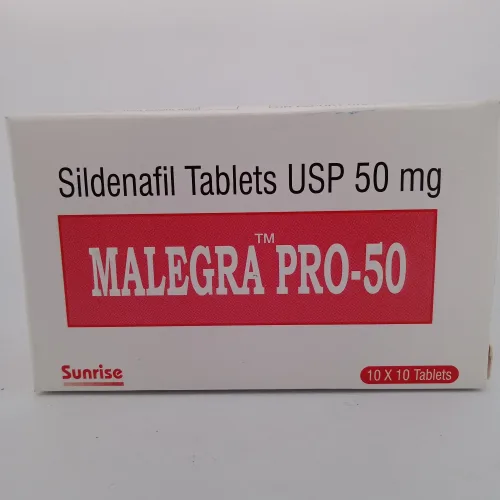 Sildenafil Tablets USP 50 mg
MALEGRA™ PRO-50
Sunrise
10 X 10 Tablets